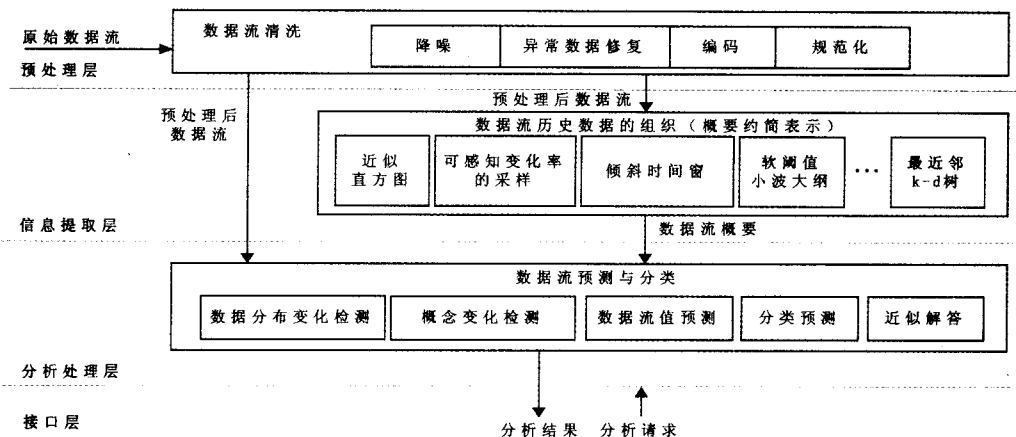 原始数据流
预处理层
数据流清洗
降噪
异常数据修复
编码
规范化
预处理后
数据流
预处理后数据流
数据流历史数据的组织（概要约简表示）
近似
直方图
可感知变化率
的采样
倾斜时间窗
软阈值
小波大纲
...
最近邻
k-d树
信息提取层
数据流概要
数据流预测与分类
数据分布变化检测
概念变化检测
数据流值预测
分类预测
近似解答
分析处理层
接口层
分析结果
分析请求